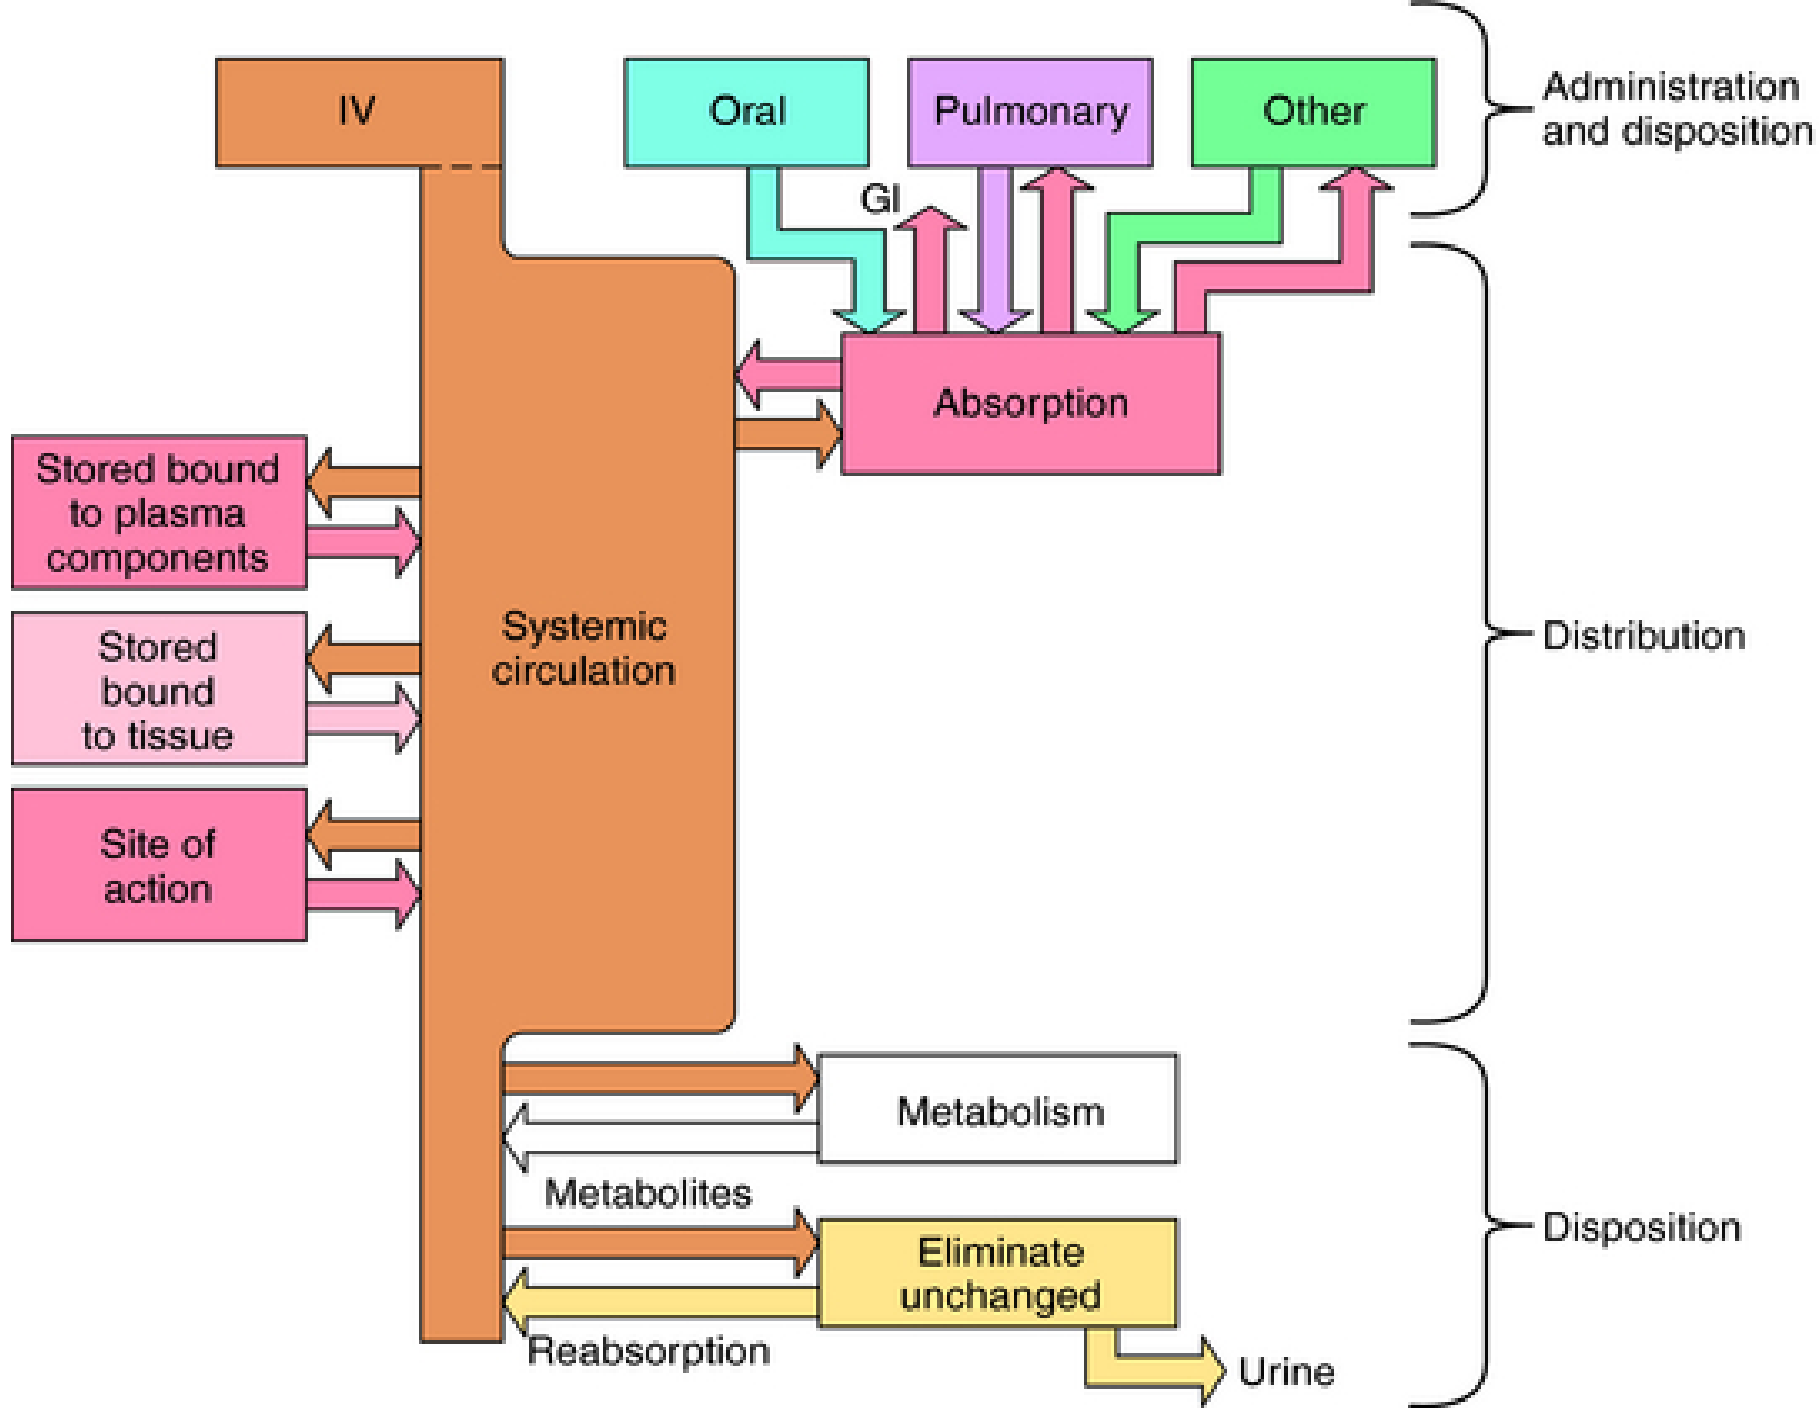 IV
Oral
Pulmonary
Other
Administration
and disposition
GI
Absorption
Stored bound
to plasma
components
Systemic
circulation
Distribution
Stored
bound
to tissue
Site of
action
Metabolism
Metabolites
Eliminate
unchanged
Disposition
Reabsorption
Urine